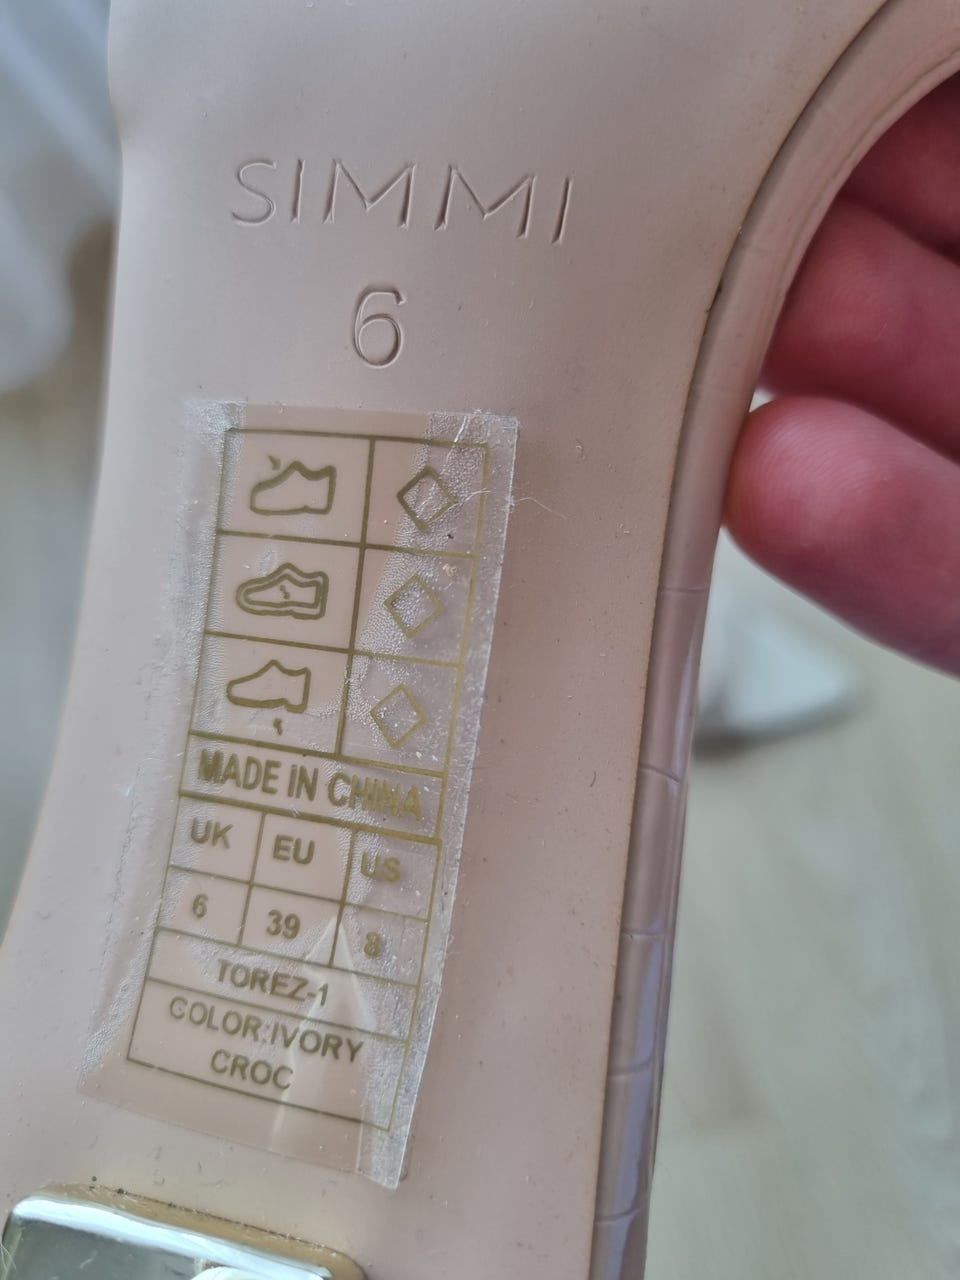 SIMMI
6
MADE IN CHINA
UK EU US
6 39 8
TOREZ-1
COLOR:IVORY
CROC